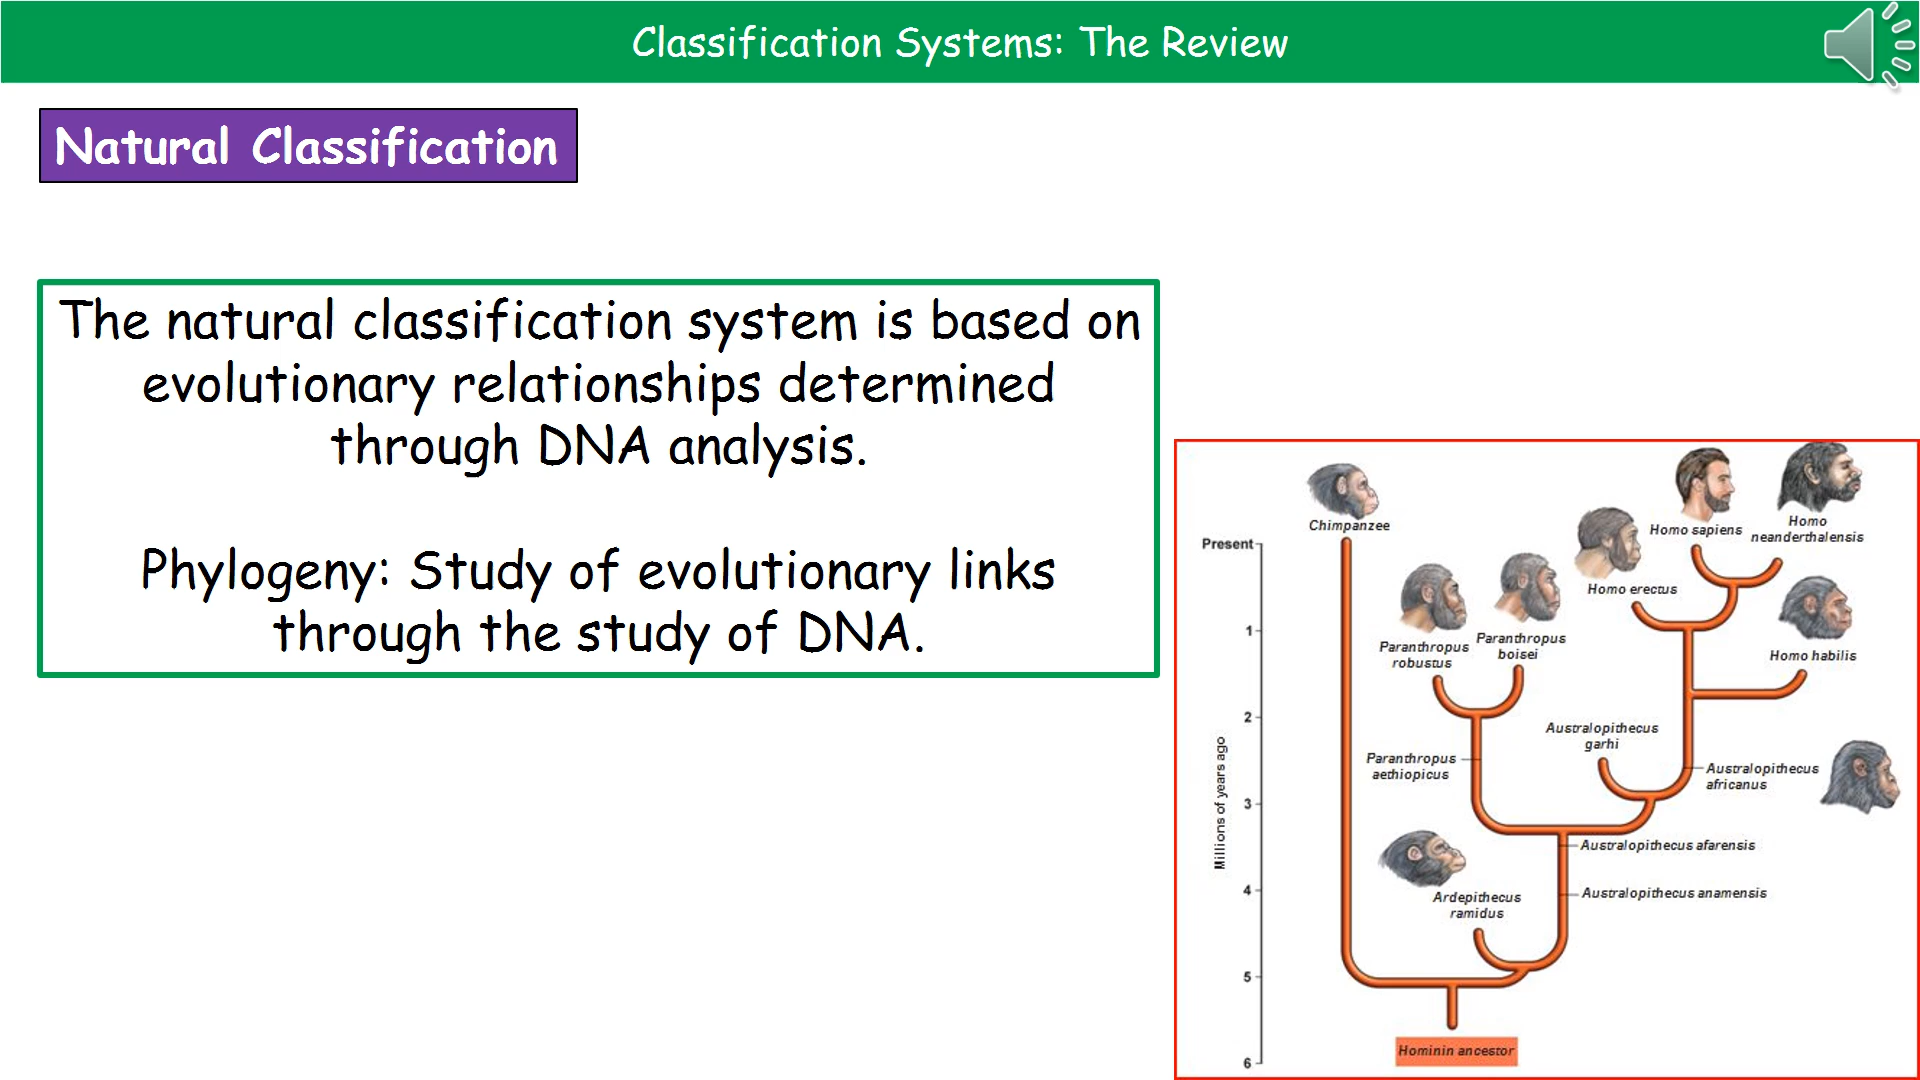 Classification Systems: The Review
Natural Classification
The natural classification system is based on
evolutionary relationships determined
through DNA analysis.
Phylogeny: Study of evolutionary links
through the study of DNA.
Chimpanzee
Homo sapiens
Homo
neanderthalensis
Present
Homo erectus
1
Paranthropus
robustus
Paranthropus
boisei
Homo habilis
2
Australopithecus
garhi
Paranthropus
aethiopicus
Australopithecus
africanus
Millions of years ago
3
Australopithecus afarensis
4
Ardepithecus
ramidus
Australopithecus anamensis
5
Hominin ancestor
6